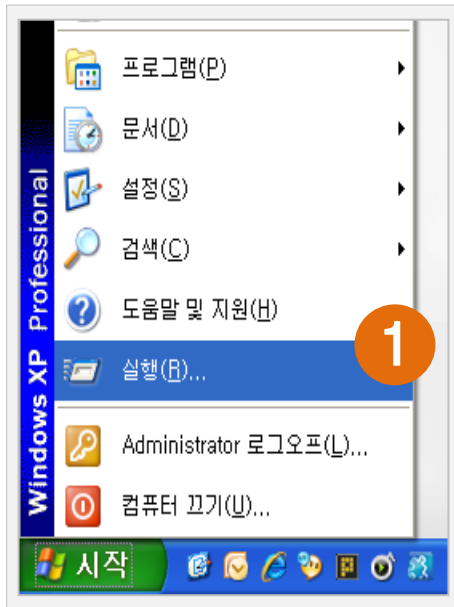 프로그램(P)
문서(D)
설정(S)
검색(C)
도움말 및 지원(H)
실행(R)...
1
Administrator 로그오프(L)...
컴퓨터 끄기(U)...
Windows XP Professional
시작